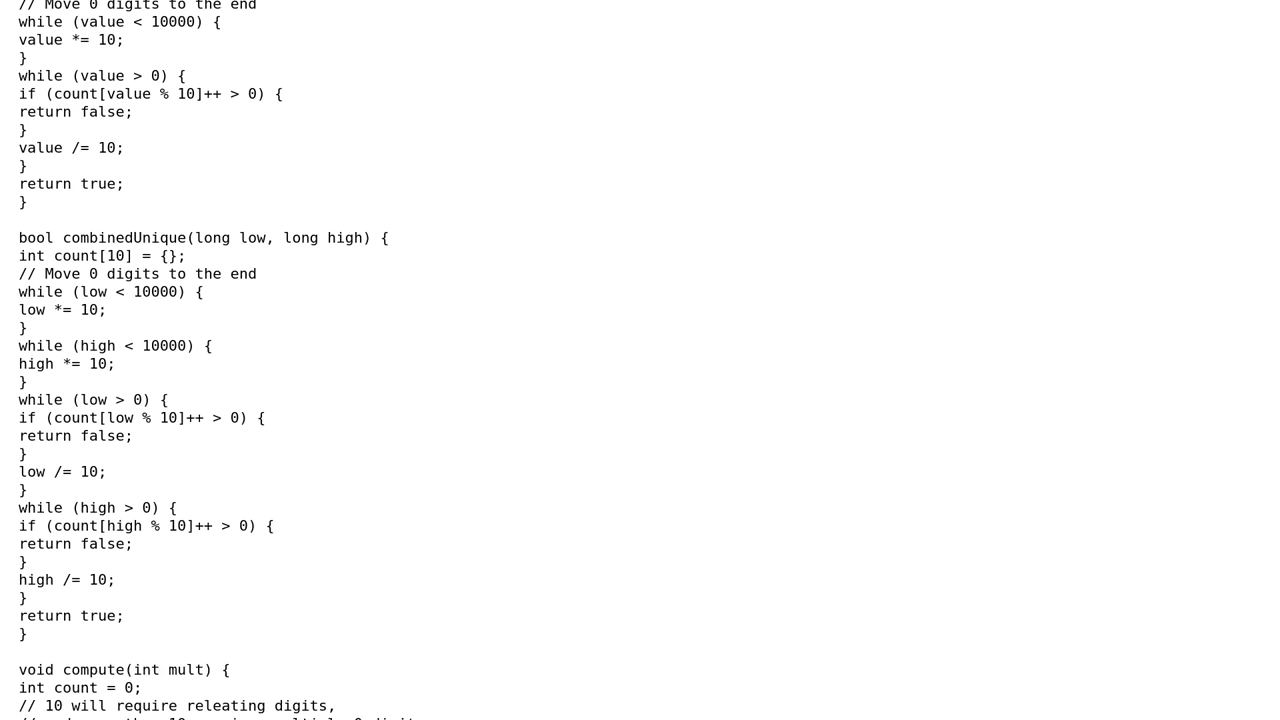 // Move 0 digits to the end
while (value < 10000) {
value *= 10;
}
while (value > 0) {
if (count[value % 10]++ > 0) {
return false;
}
value /= 10;
}
return true;
}

bool combinedUnique(long low, long high) {
int count[10] = {};
// Move 0 digits to the end
while (low < 10000) {
low *= 10;
}
while (high < 10000) {
high *= 10;
}
while (low > 0) {
if (count[low % 10]++ > 0) {
return false;
}
low /= 10;
}
while (high > 0) {
if (count[high % 10]++ > 0) {
return false;
}
high /= 10;
}
return true;
}

void compute(int mult) {
int count = 0;
// 10 will require releating digits,